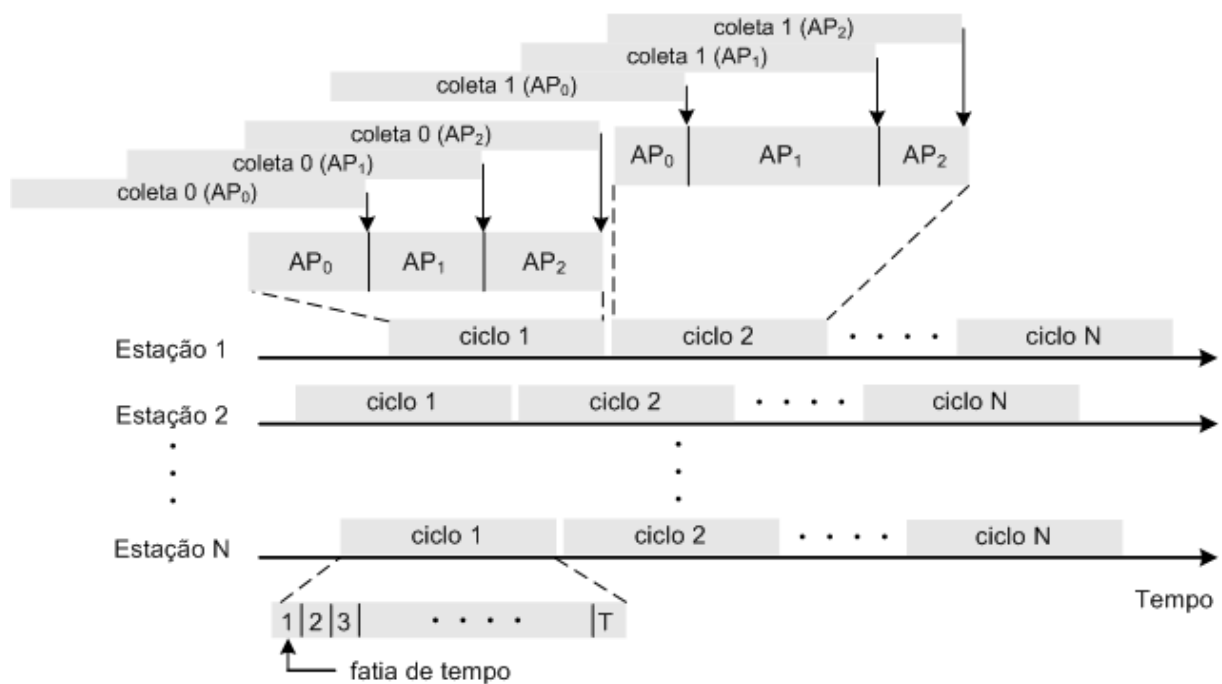 coleta 1 (AP₂)
coleta 1 (AP₁)
coleta 1 (AP₀)
coleta 0 (AP₂)
coleta 0 (AP₁)
coleta 0 (AP₀)
AP₀ AP₁ AP₂
AP₀ AP₁ AP₂
Estação 1 ciclo 1 ciclo 2 . . . . ciclo N
Estação 2 ciclo 1 ciclo 2 . . . . ciclo N
Estação N ciclo 1 ciclo 2 . . . . ciclo N
Tempo
1 2 3 . . . . T
fatia de tempo